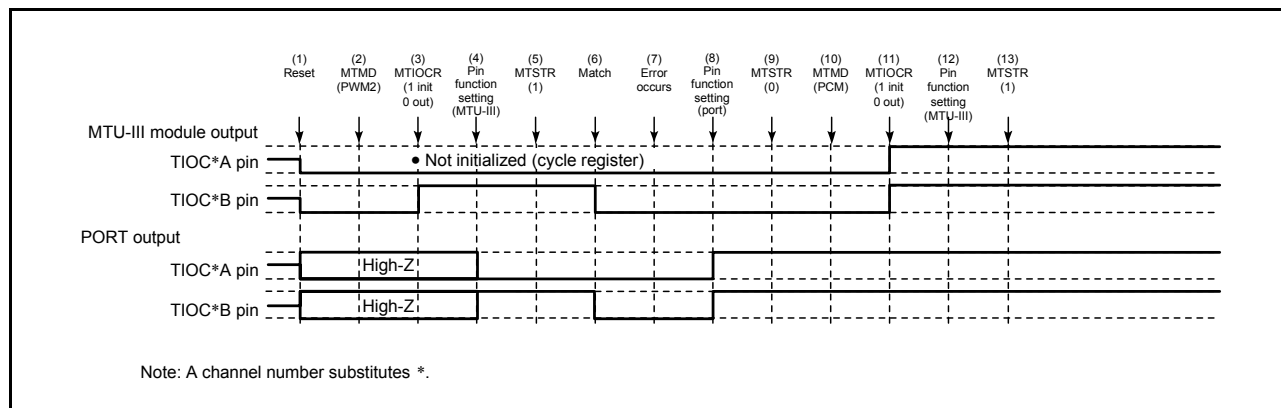 (1)
Reset
(2)
MTMD
(PWM2)
(3)
MTIOCR
(1 init
0 out)
(4)
Pin
function
setting
(MTU-III)
(5)
MTSTR
(1)
(6)
Match
(7)
Error
occurs
(8)
Pin
function
setting
(port)
(9)
MTSTR
(0)
(10)
MTMD
(PCM)
(11)
MTIOCR
(1 init
0 out)
(12)
Pin
function
setting
(MTU-III)
(13)
MTSTR
(1)
MTU-III module output
TIOC*A pin
• Not initialized (cycle register)
TIOC*B pin
PORT output
TIOC*A pin
High-Z
TIOC*B pin
High-Z
Note: A channel number substitutes *.